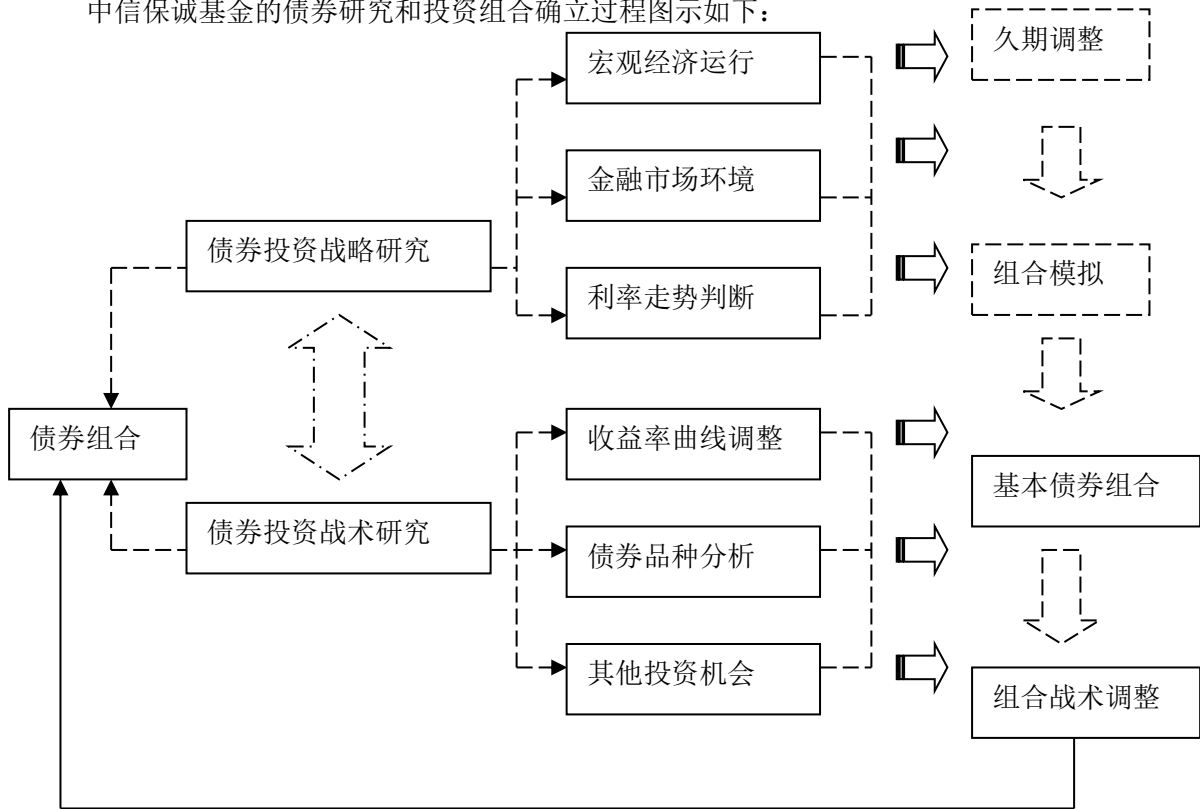 中信保诚基金的债券研究和投资组合确立过程图示如下：
宏观经济运行
久期调整
金融市场环境
债券投资战略研究
利率走势判断
组合模拟
债券组合
收益率曲线调整
基本债券组合
债券投资战术研究
债券品种分析
其他投资机会
组合战术调整